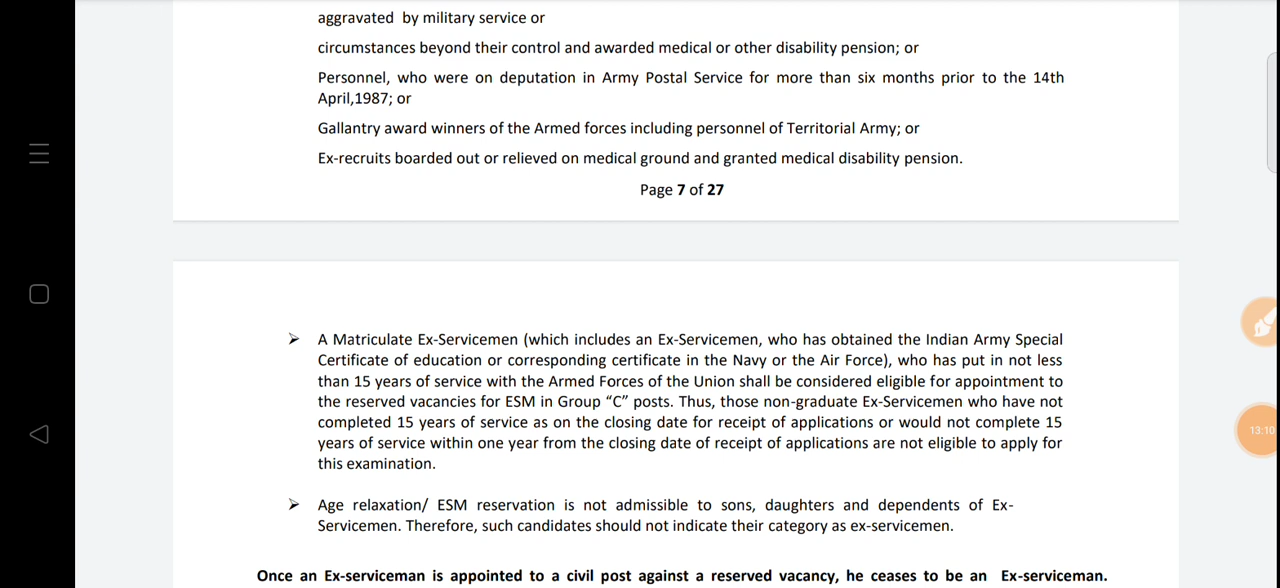 aggravated by military service or
circumstances beyond their control and awarded medical or other disability pension; or
Personnel, who were on deputation in Army Postal Service for more than six months prior to the 14th
April,1987; or
Gallantry award winners of the Armed forces including personnel of Territorial Army; or
Ex-recruits boarded out or relieved on medical ground and granted medical disability pension.
Page 7 of 27
➢ A Matriculate Ex-Servicemen (which includes an Ex-Servicemen, who has obtained the Indian Army Special
Certificate of education or corresponding certificate in the Navy or the Air Force), who has put in not less
than 15 years of service with the Armed Forces of the Union shall be considered eligible for appointment to
the reserved vacancies for ESM in Group “C” posts. Thus, those non-graduate Ex-Servicemen who have not
completed 15 years of service as on the closing date for receipt of applications or would not complete 15
years of service within one year from the closing date of receipt of applications are not eligible to apply for
this examination.
➢ Age relaxation/ ESM reservation is not admissible to sons, daughters and dependents of Ex-
Servicemen. Therefore, such candidates should not indicate their category as ex-servicemen.
Once an Ex-serviceman is appointed to a civil post against a reserved vacancy, he ceases to be an Ex-serviceman.
13:10